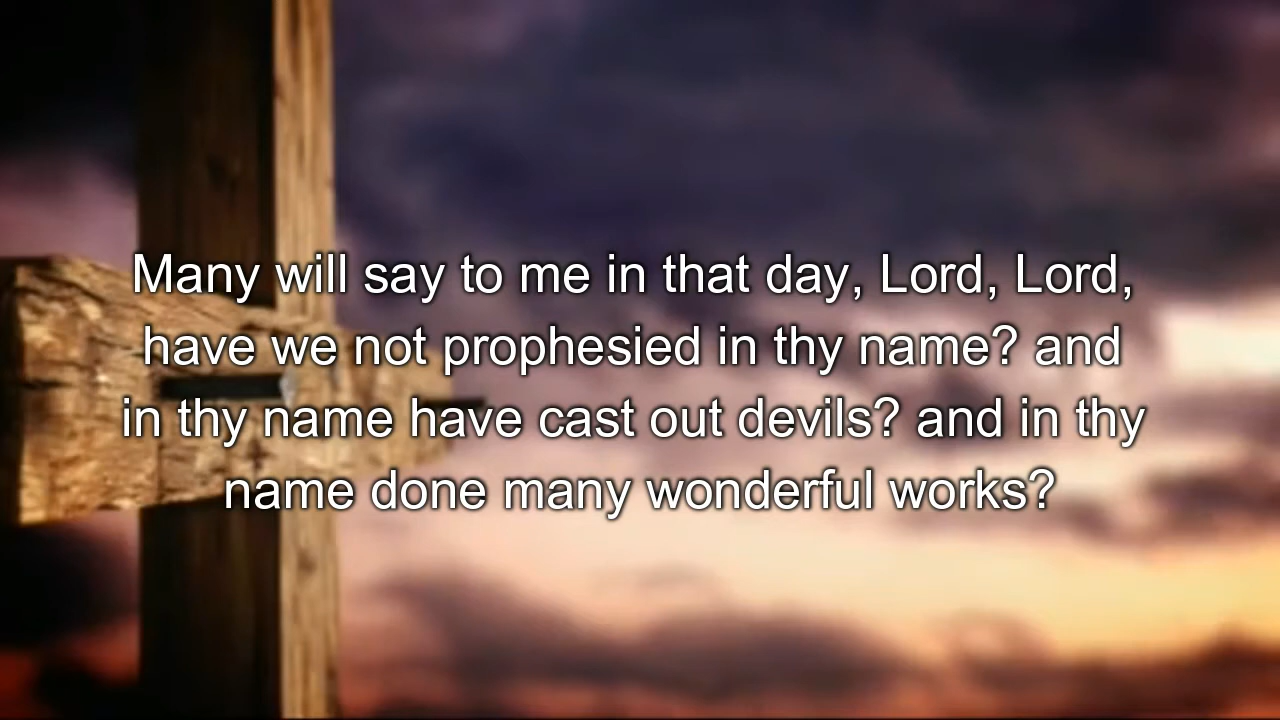 Many will say to me in that day, Lord, Lord,
have we not prophesied in thy name? and
in thy name have cast out devils? and in thy
name done many wonderful works?